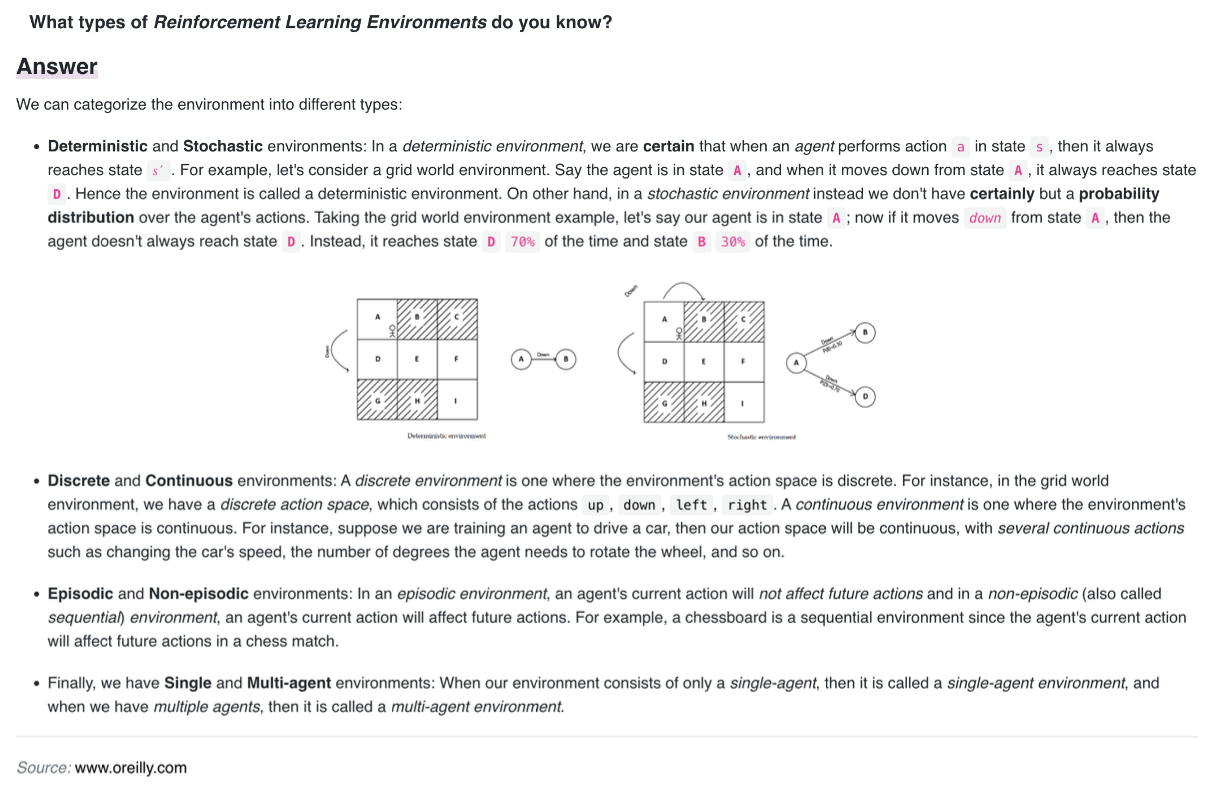 What types of Reinforcement Learning Environments do you know?
Answer
We can categorize the environment into different types:
• Deterministic and Stochastic environments: In a deterministic environment, we are certain that when an agent performs action a in state s , then it always
reaches state s´ . For example, let's consider a grid world environment. Say the agent is in state A , and when it moves down from state A , it always reaches state
D . Hence the environment is called a deterministic environment. On other hand, in a stochastic environment instead we don't have certainly but a probability
distribution over the agent's actions. Taking the grid world environment example, let's say our agent is in state A ; now if it moves down from state A , then the
agent doesn't always reach state D . Instead, it reaches state D 70% of the time and state B 30% of the time.
Down
A B C
D E F
G H I
A Down B
Deterministic environment
Down
A B C
D E F
G H I
A
Down
B
Down
D
Stochastic environment
• Discrete and Continuous environments: A discrete environment is one where the environment's action space is discrete. For instance, in the grid world
environment, we have a discrete action space, which consists of the actions up , down , left , right . A continuous environment is one where the environment's
action space is continuous. For instance, suppose we are training an agent to drive a car, then our action space will be continuous, with several continuous actions
such as changing the car's speed, the number of degrees the agent needs to rotate the wheel, and so on.
• Episodic and Non-episodic environments: In an episodic environment, an agent's current action will not affect future actions and in a non-episodic (also called
sequential) environment, an agent's current action will affect future actions. For example, a chessboard is a sequential environment since the agent's current action
will affect future actions in a chess match.
• Finally, we have Single and Multi-agent environments: When our environment consists of only a single-agent, then it is called a single-agent environment, and
when we have multiple agents, then it is called a multi-agent environment.
Source: www.oreilly.com